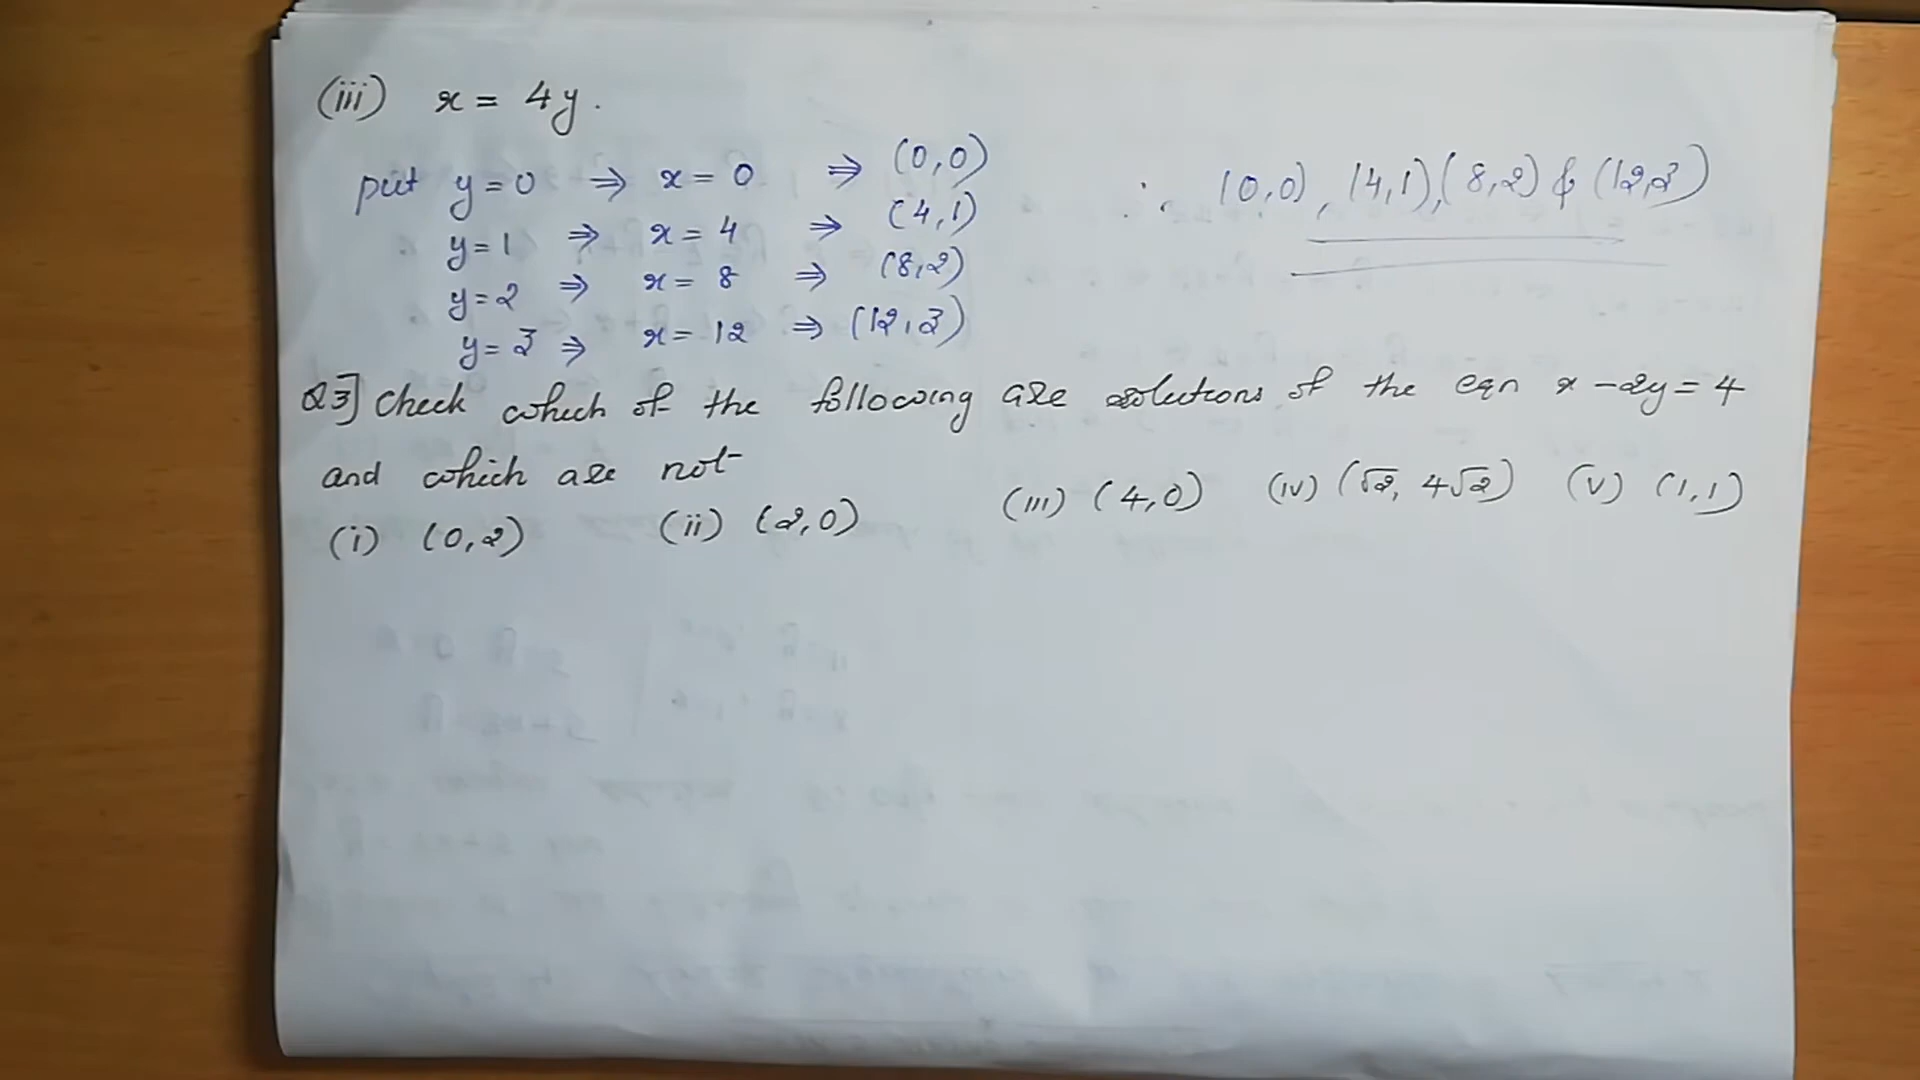 (iii) x = 4y.
put y = 0 ⇒ x = 0 ⇒ (0,0)
y = 1 ⇒ x = 4 ⇒ (4,1)
y = 2 ⇒ x = 8 ⇒ (8,2)
y = 3 ⇒ x = 12 ⇒ (12,3)
∴ (0,0), (4,1), (8,2) & (12,3)
Q3] Check which of the following are solutions of the eqn x - 2y = 4
and which are not
(i) (0,2) (ii) (2,0) (iii) (4,0) (iv) (√2, 4√2) (v) (1,1)